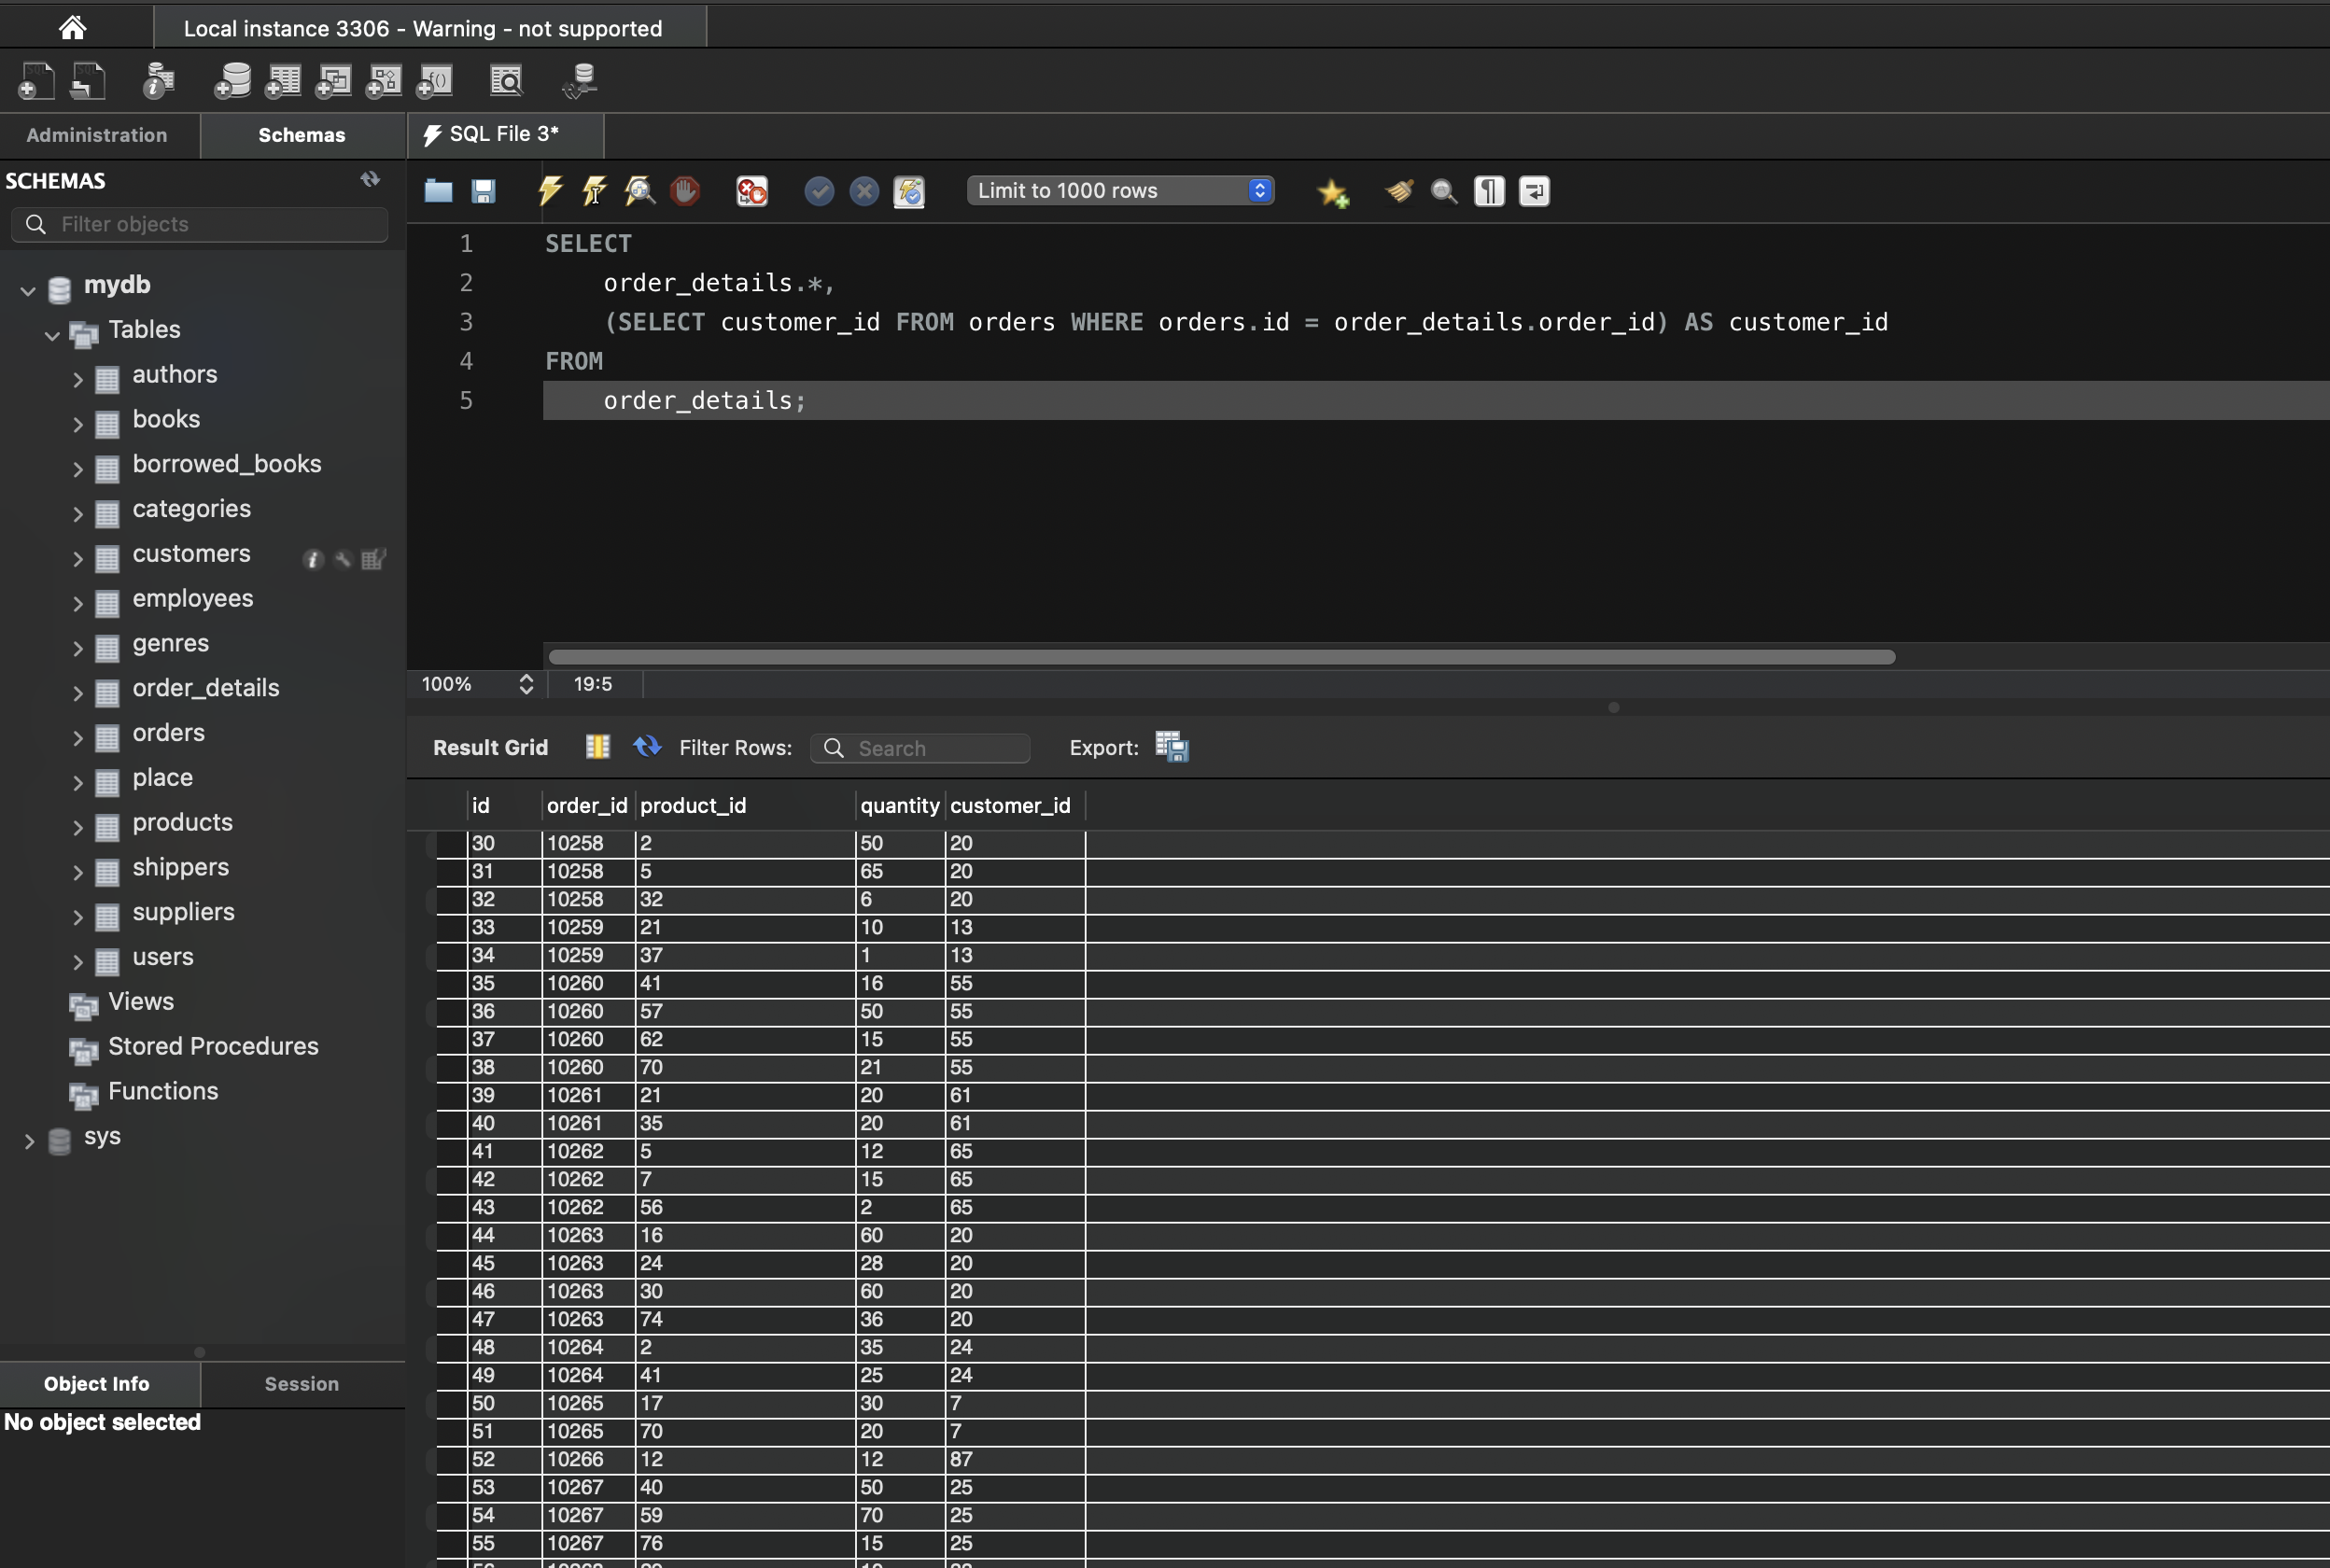 Local instance 3306 - Warning - not supported
Administration
Schemas
SQL File 3*
SCHEMAS
Filter objects
mydb
Tables
authors
books
borrowed_books
categories
customers
employees
genres
order_details
orders
place
products
shippers
suppliers
users
Views
Stored Procedures
Functions
sys
Object Info
Session
No object selected
Limit to 1000 rows
1 SELECT
2 order_details.*,
3 (SELECT customer_id FROM orders WHERE orders.id = order_details.order_id) AS customer_id
4 FROM
5 order_details;
100% 19:5
Result Grid Filter Rows: Search Export:
id order_id product_id quantity customer_id
30 10258 2 50 20
31 10258 5 65 20
32 10258 32 6 20
33 10259 21 10 13
34 10259 37 1 13
35 10260 41 16 55
36 10260 57 50 55
37 10260 62 15 55
38 10260 70 21 55
39 10261 21 20 61
40 10261 35 20 61
41 10262 5 12 65
42 10262 7 15 65
43 10262 56 2 65
44 10263 16 60 20
45 10263 24 28 20
46 10263 30 60 20
47 10263 74 36 20
48 10264 2 35 24
49 10264 41 25 24
50 10265 17 30 7
51 10265 70 20 7
52 10266 12 12 87
53 10267 40 50 25
54 10267 59 70 25
55 10267 76 15 25